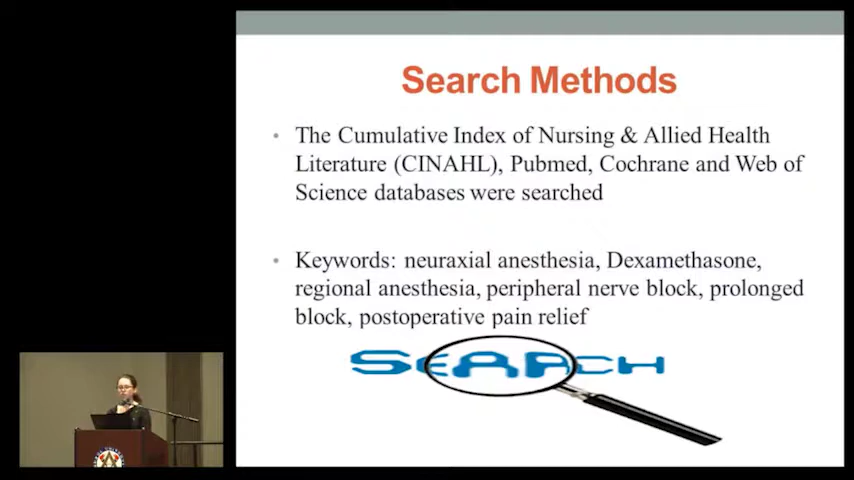 Search Methods
• The Cumulative Index of Nursing & Allied Health
Literature (CINAHL), Pubmed, Cochrane and Web of
Science databases were searched
• Keywords: neuraxial anesthesia, Dexamethasone,
regional anesthesia, peripheral nerve block, prolonged
block, postoperative pain relief
SEARCH